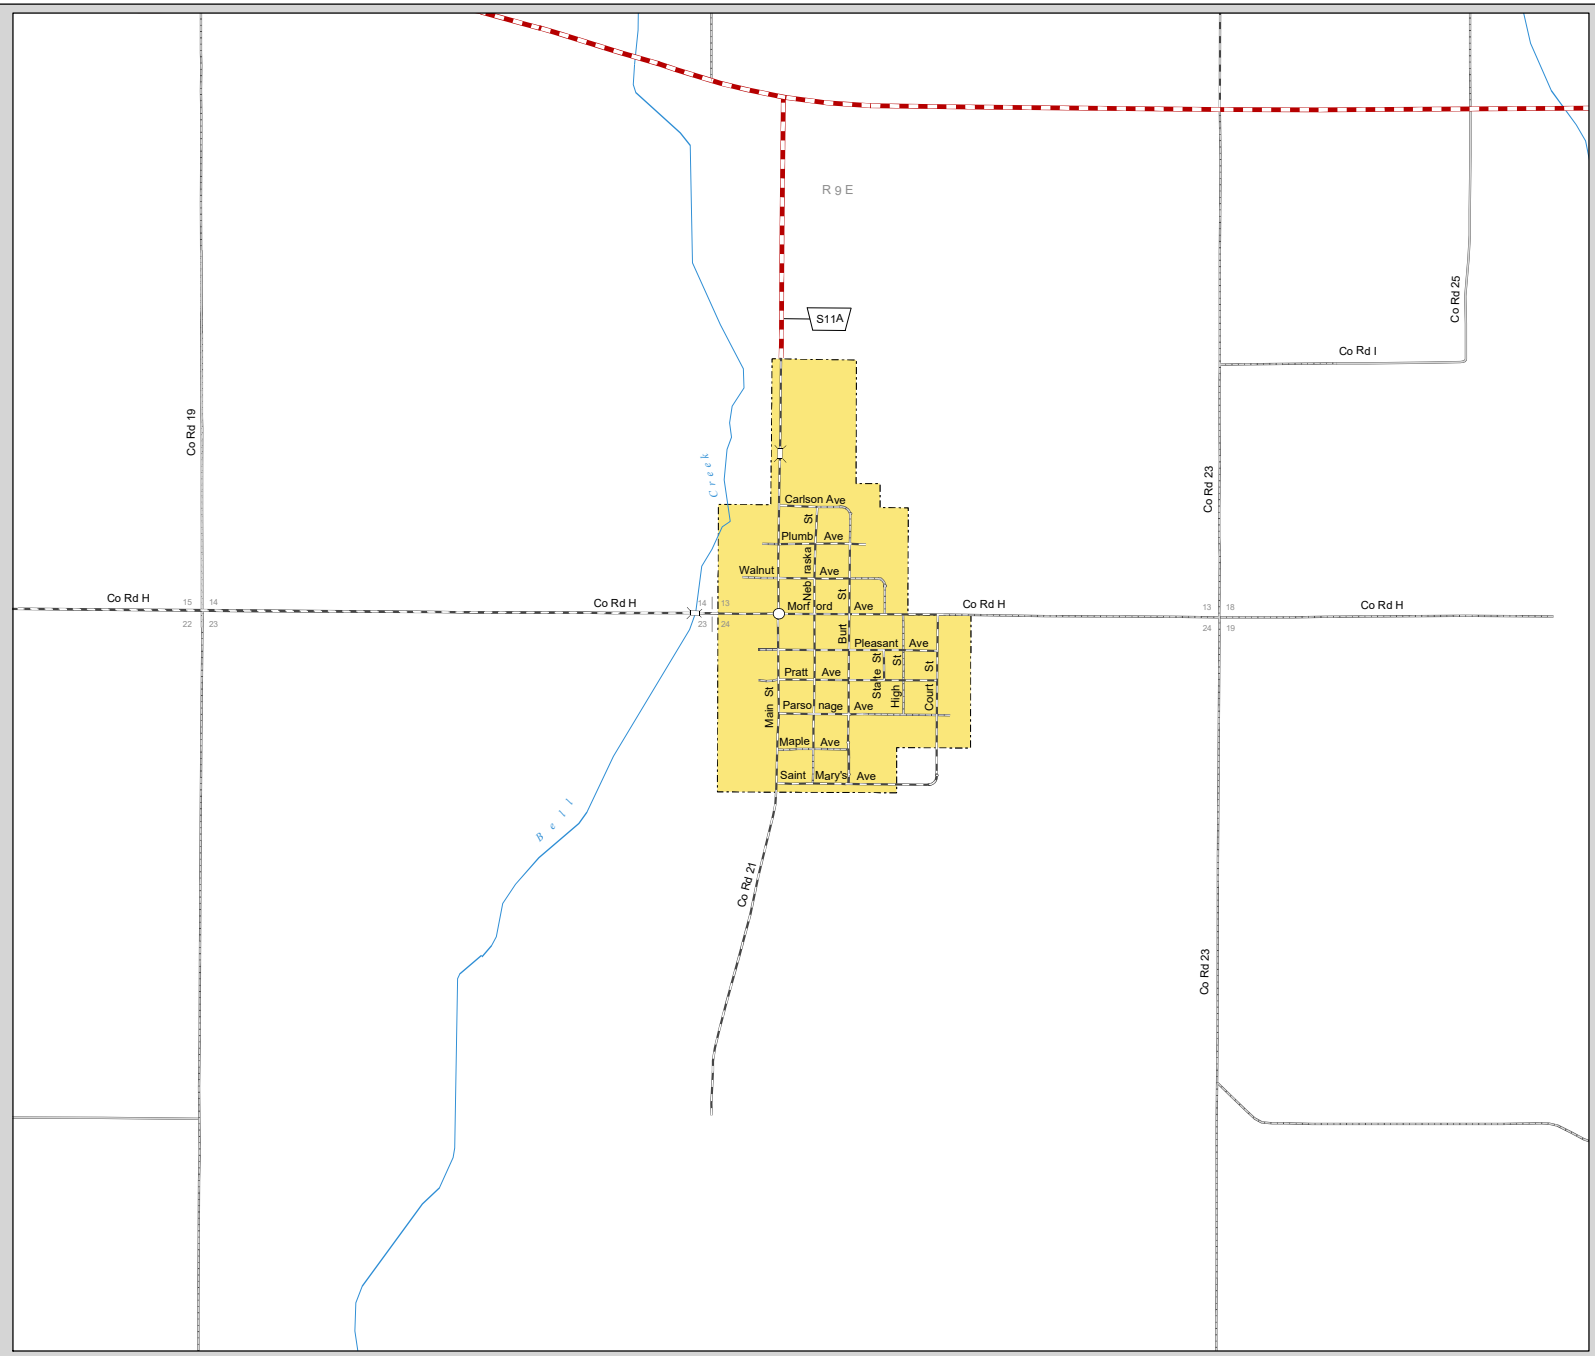 R 9 E
Co Rd 25
S11A
Co Rd I
Co Rd 19
Creek
Co Rd 23
Carlson Ave
Nebraska St
Plumb Ave
Walnut Ave
Co Rd H
15 14
22 23
Co Rd H
14 13
23 24
Morford Ave
Co Rd H
13 18
24 19
Co Rd H
Burt St
Pleasant Ave
State St
High St
Court St
Pratt Ave
Main St
Parsonage Ave
Maple Ave
Saint Mary's Ave
Bell
Co Rd 21
Co Rd 23